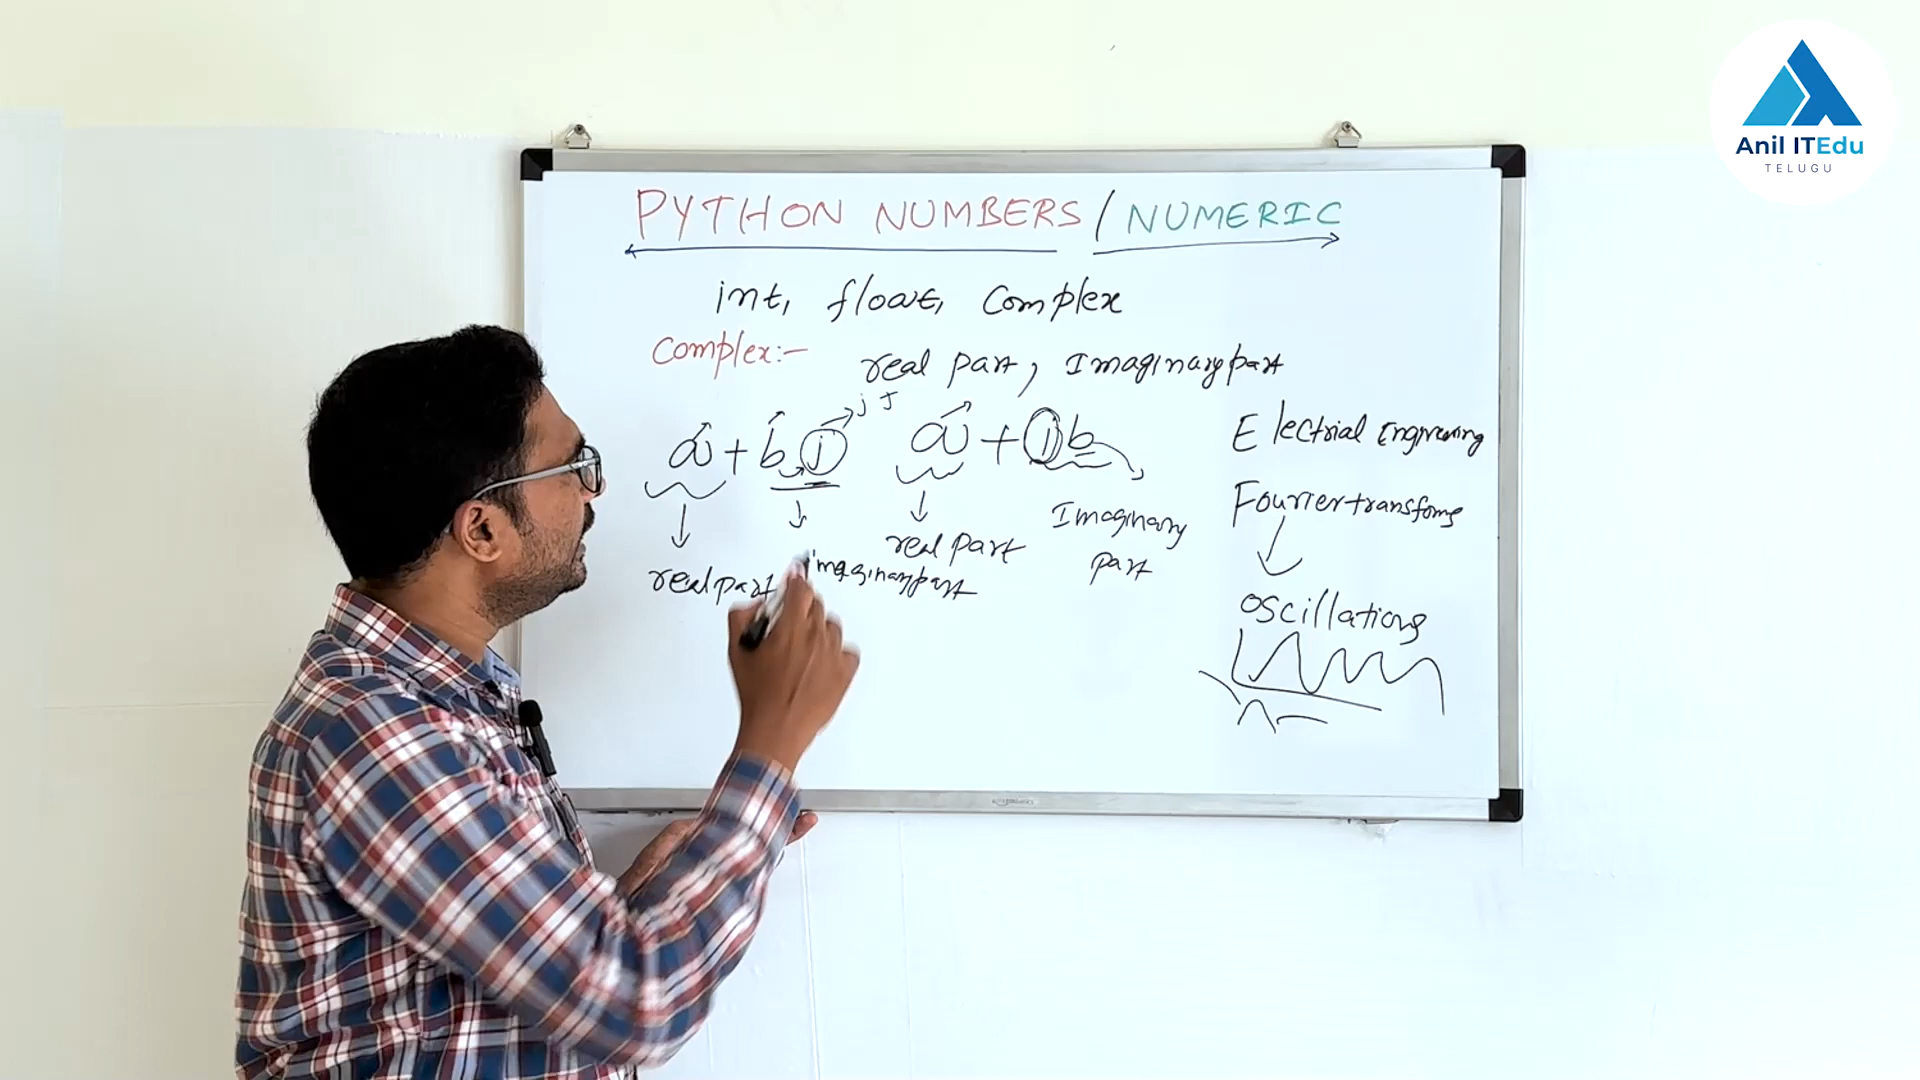 Anil ITEdu
TELUGU
PYTHON NUMBERS / NUMERIC
int, float, Complex
Complex:-
real part, Imaginary part
j J
a + b j
a + j b
real part
imaginary part
real part
Imaginary
part
Electrial Engineering
Fourier transforms
oscillations